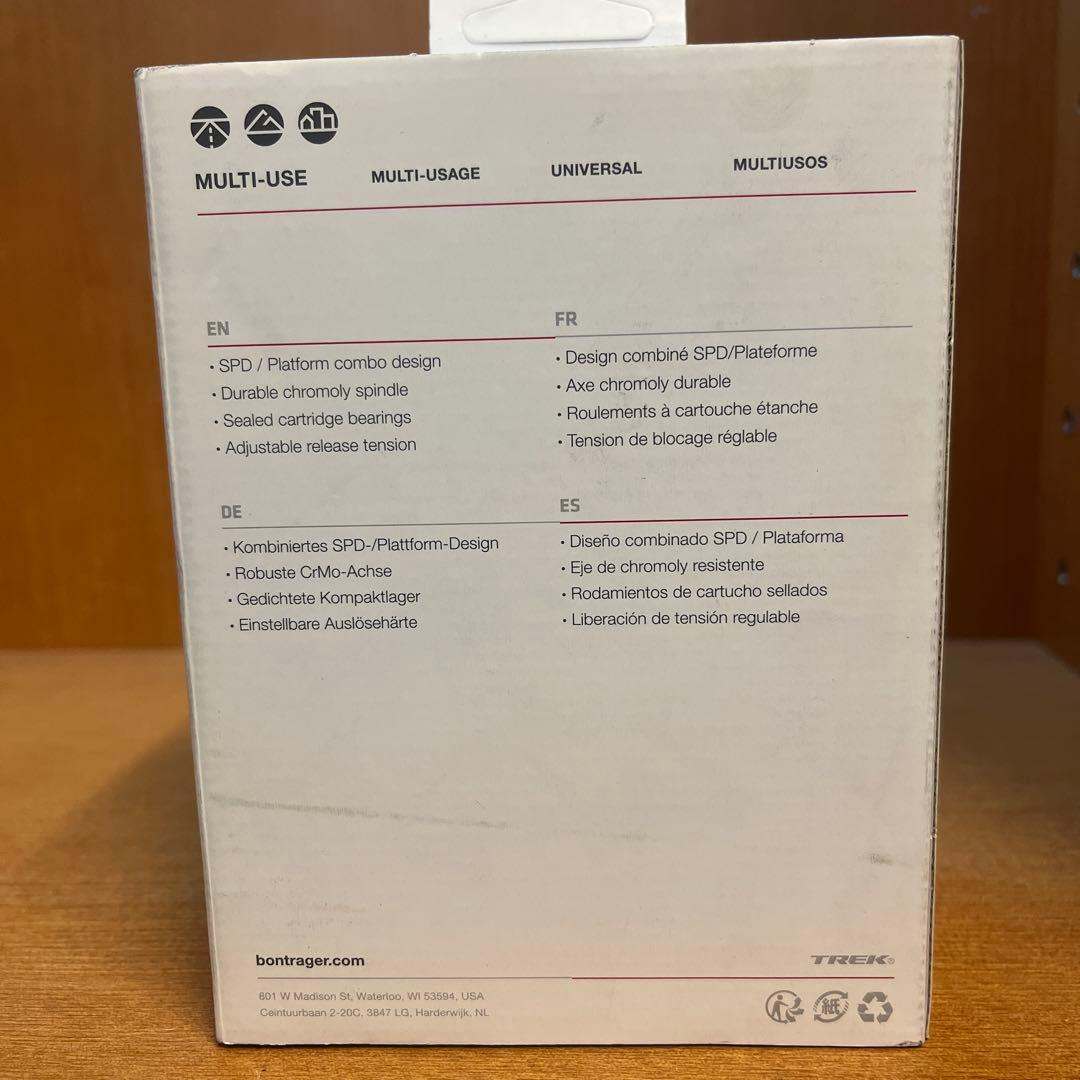 MULTI-USE MULTI-USAGE UNIVERSAL MULTIUSOS
EN
• SPD / Platform combo design
• Durable chromoly spindle
• Sealed cartridge bearings
• Adjustable release tension
FR
• Design combiné SPD/Plateforme
• Axe chromoly durable
• Roulements à cartouche étanche
• Tension de blocage réglable
DE
• Kombiniertes SPD-/Plattform-Design
• Robuste CrMo-Achse
• Gedichtete Kompaktlager
• Einstellbare Auslösehärte
ES
• Diseño combinado SPD / Plataforma
• Eje de chromoly resistente
• Rodamientos de cartucho sellados
• Liberación de tensión regulable
bontrager.com
TREK®
801 W Madison St, Waterloo, WI 53594, USA
Ceintuurbaan 2-20C, 3847 LG, Harderwijk, NL
紙